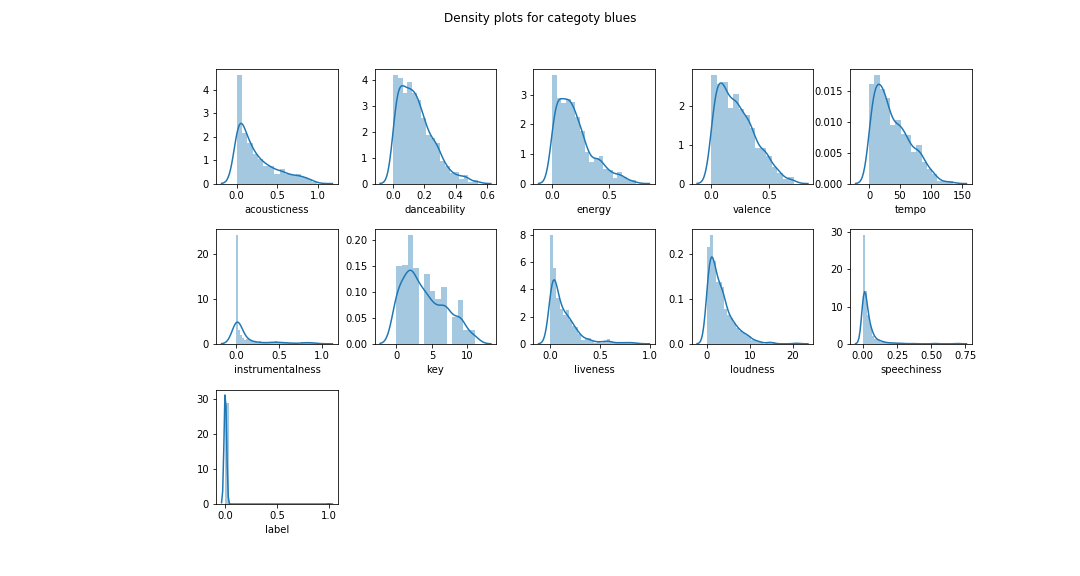 Density plots for categoty blues
4
3
2
1
0
0.0 0.5 1.0
acousticness
4
3
2
1
0
0.0 0.2 0.4 0.6
danceability
3
2
1
0
0.0 0.5
energy
2
1
0
0.0 0.5
valence
0.015
0.010
0.005
0.000
0 50 100 150
tempo
20
10
0
0.0 0.5 1.0
instrumentalness
0.20
0.15
0.10
0.05
0.00
0 5 10
key
8
6
4
2
0
0.0 0.5 1.0
liveness
0.2
0.1
0.0
0 10 20
loudness
30
20
10
0
0.00 0.25 0.50 0.75
speechiness
30
20
10
0
0.0 0.5 1.0
label